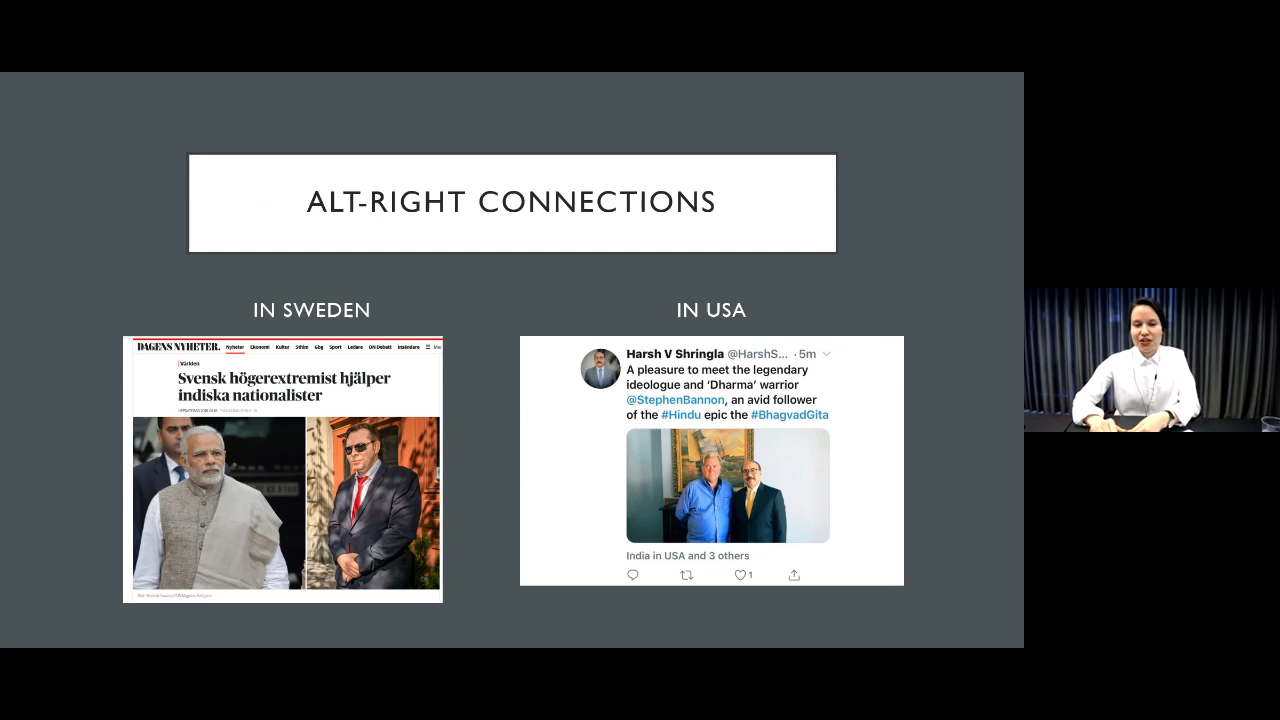 ALT-RIGHT CONNECTIONS
IN SWEDEN
DAGENS NYHETER.
Nyheter Ekonomi Kultur Sthlm Gbg Sport Ledare DN Debatt Insändare
Världen
Svensk högerextremist hjälper
indiska nationalister
IN USA
Harsh V Shringla @HarshS... · 5m
A pleasure to meet the legendary
ideologue and ‘Dharma’ warrior
@StephenBannon, an avid follower
of the #Hindu epic the #BhagvadGita
India in USA and 3 others
1